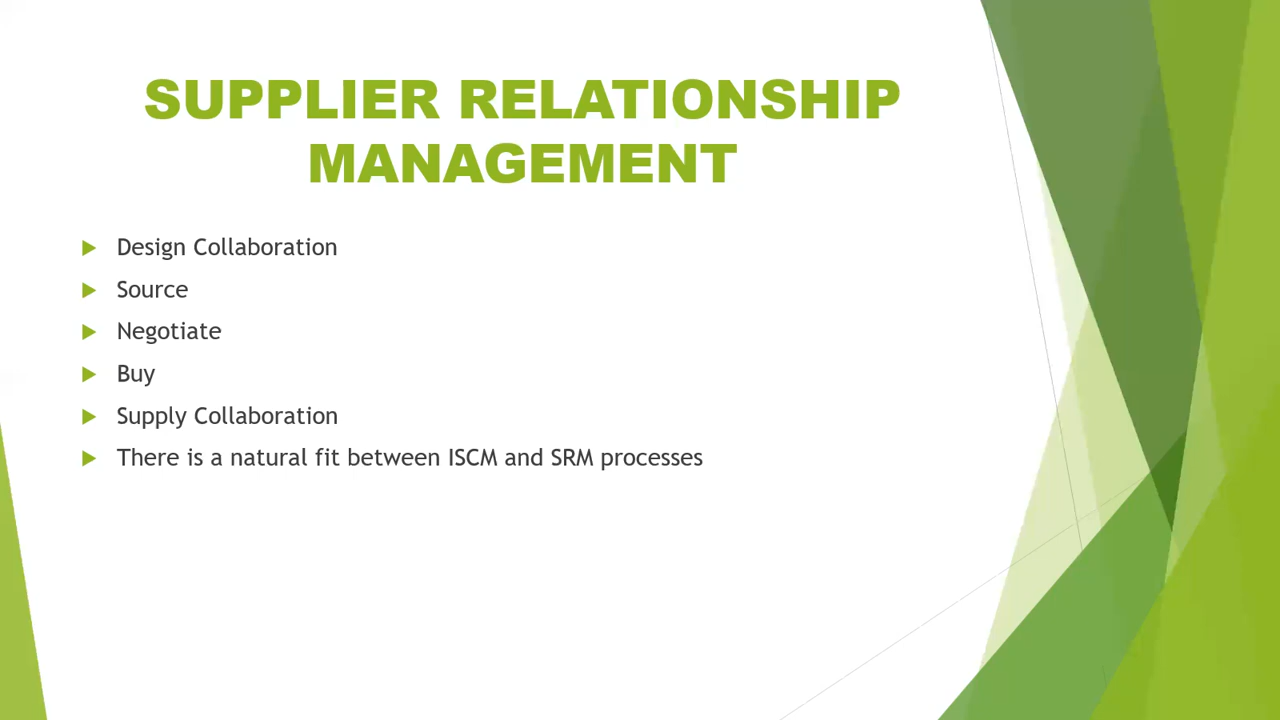 SUPPLIER RELATIONSHIP
MANAGEMENT
Design Collaboration
Source
Negotiate
Buy
Supply Collaboration
There is a natural fit between ISCM and SRM processes